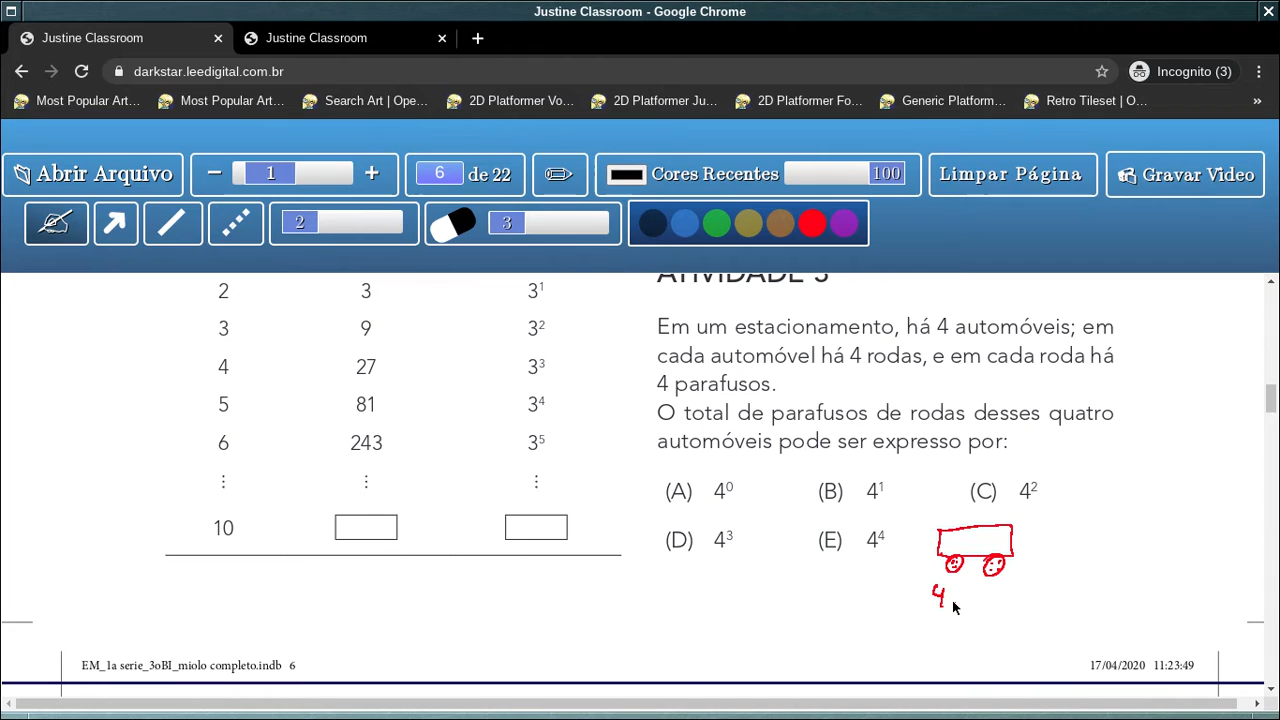 Justine Classroom - Google Chrome
Justine Classroom
Justine Classroom
darkstar.leedigital.com.br
Incognito (3)
Most Popular Art...
Most Popular Art...
Search Art | Ope...
2D Platformer Vo...
2D Platformer Ju...
2D Platformer Fo...
Generic Platform...
Retro Tileset | O...
Abrir Arquivo
1
6 de 22
Cores Recentes
100
Limpar Página
Gravar Video
2
3
ATIVIDADE 3
2 3 3¹
3 9 3²
4 27 3³
5 81 3⁴
6 243 3⁵
⋮ ⋮ ⋮
10
Em um estacionamento, há 4 automóveis; em
cada automóvel há 4 rodas, e em cada roda há
4 parafusos.
O total de parafusos de rodas desses quatro
automóveis pode ser expresso por:
(A) 4⁰ (B) 4¹ (C) 4²
(D) 4³ (E) 4⁴
4
EM_1a serie_3oBI_miolo completo.indb 6
17/04/2020 11:23:49